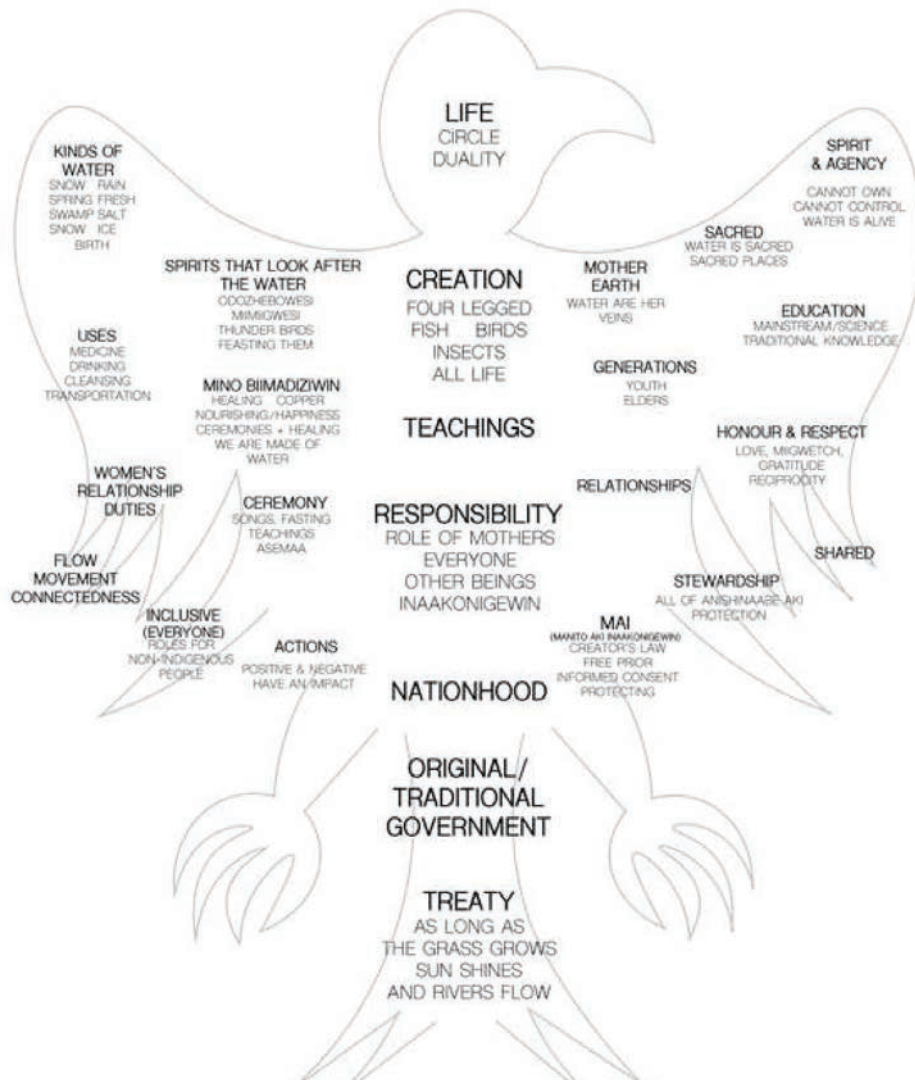 LIFE
CIRCLE
DUALITY
KINDS OF
WATER
SNOW RAIN
SPRING FRESH
SWAMP SALT
SNOW ICE
BIRTH
SPIRIT
& AGENCY
CANNOT OWN
CANNOT CONTROL
WATER IS ALIVE
SACRED
WATER IS SACRED
SACRED PLACES
SPIRITS THAT LOOK AFTER
THE WATER
ODOZHEBOWESI
MIIMIIGWESI
THUNDER BIRDS
FEASTING THEM
CREATION
FOUR LEGGED
FISH BIRDS
INSECTS
ALL LIFE
MOTHER
EARTH
WATER ARE HER
VEINS
EDUCATION
MAINSTREAM/SCIENCE
TRADITIONAL KNOWLEDGE
USES
MEDICINE
DRINKING
CLEANSING
TRANSPORTATION
MINO BIIMADIZIWIN
HEALING COPPER
NOURISHING/HAPPINESS
CEREMONIES + HEALING
WE ARE MADE OF
WATER
GENERATIONS
YOUTH
ELDERS
TEACHINGS
HONOUR & RESPECT
LOVE, MIIGWETCH,
GRATITUDE
RECIPROCITY
WOMEN'S
RELATIONSHIP
DUTIES
CEREMONY
SONGS, FASTING
TEACHINGS
ASEMAA
RESPONSIBILITY
ROLE OF MOTHERS
EVERYONE
OTHER BEINGS
INAAKONIGEWIN
RELATIONSHIPS
SHARED
FLOW
MOVEMENT
CONNECTEDNESS
STEWARDSHIP
ALL OF ANISHINAABE-AKI
PROTECTION
INCLUSIVE
(EVERYONE)
ROLES FOR
NON-INDIGENOUS
PEOPLE
ACTIONS
POSITIVE & NEGATIVE
HAVE AN IMPACT
MAI
(MANITO AKI INAAKONIGEWIN)
CREATOR'S LAW
FREE PRIOR
INFORMED CONSENT
PROTECTING
NATIONHOOD
ORIGINAL/
TRADITIONAL
GOVERNMENT
TREATY
AS LONG AS
THE GRASS GROWS
SUN SHINES
AND RIVERS FLOW